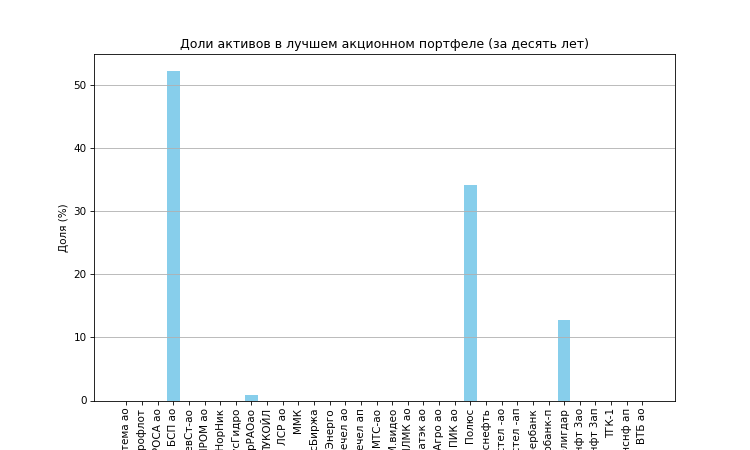 Доли активов в лучшем акционном портфеле (за десять лет)
Доля (%)
50
40
30
20
10
0
тема ао
рофлот
РОСА ао
БСП ао
евСт-ао
ПРОМ ао
НорНик
сГидро
рРАОао
ЛУКОЙЛ
ЛСР ао
ММК
сБиржа
Энерго
ечел ао
ечел ап
МТС-ао
М.видео
ЛМК ао
атэк ао
Агро ао
ПИК ао
Полюс
снефть
стел -ао
стел -ап
ербанк
рбанк-п
лигдар
нфт 3ао
нфт 3ап
ТГК-1
нснф ап
ВТБ ао